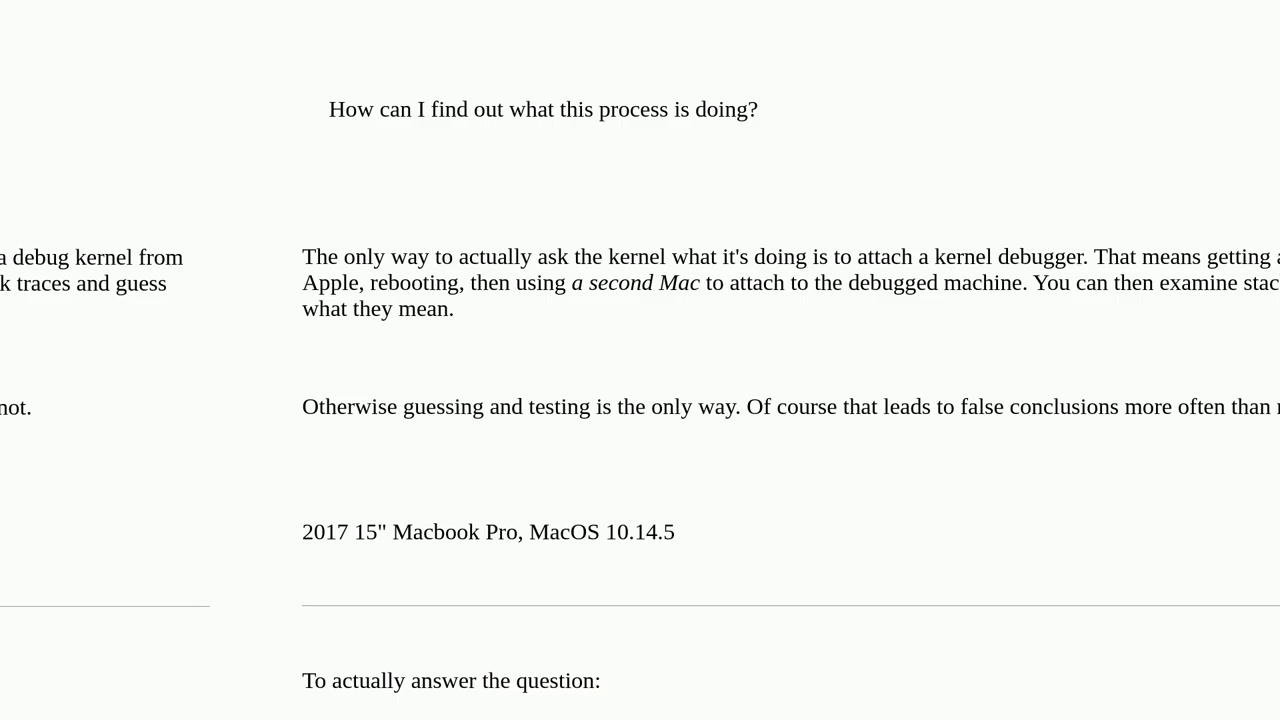 How can I find out what this process is doing?
a debug kernel from
k traces and guess
The only way to actually ask the kernel what it's doing is to attach a kernel debugger. That means getting a
Apple, rebooting, then using a second Mac to attach to the debugged machine. You can then examine stac
what they mean.
not.
Otherwise guessing and testing is the only way. Of course that leads to false conclusions more often than
2017 15" Macbook Pro, MacOS 10.14.5
To actually answer the question: